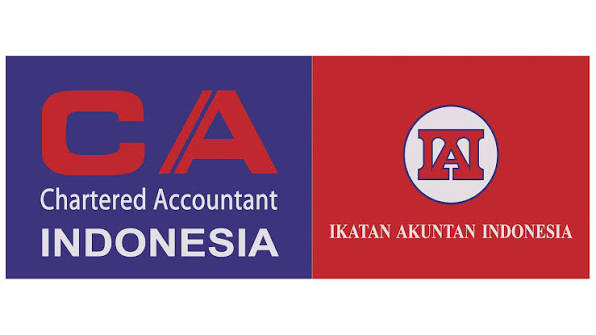 CA
Chartered Accountant
INDONESIA
IAI
IKATAN AKUNTAN INDONESIA